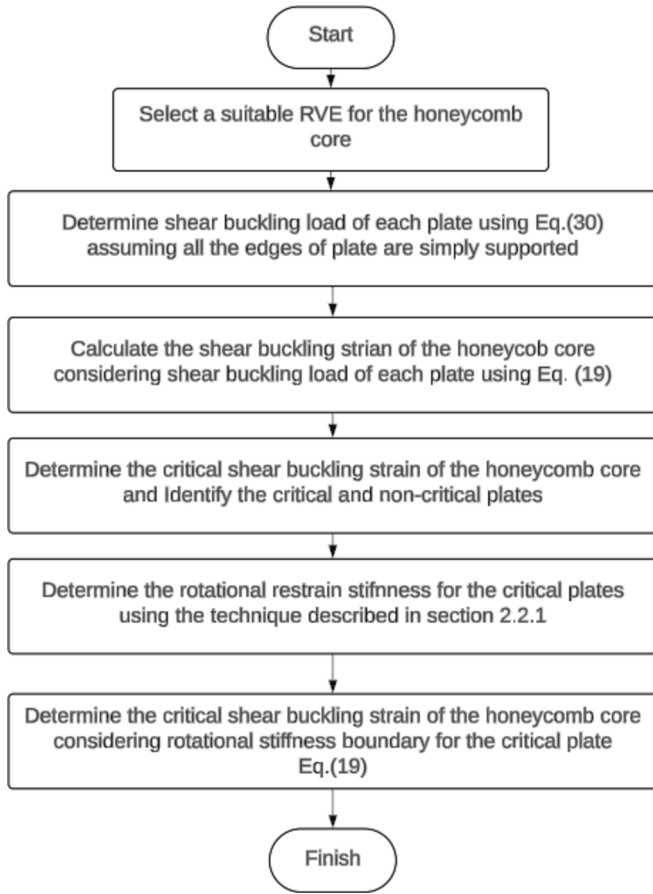 Start
Select a suitable RVE for the honeycomb
core
Determine shear buckling load of each plate using Eq.(30)
assuming all the edges of plate are simply supported
Calculate the shear buckling strian of the honeycob core
considering shear buckling load of each plate using Eq. (19)
Determine the critical shear buckling strain of the honeycomb core
and Identify the critical and non-critical plates
Determine the rotational restrain stifnness for the critical plates
using the technique described in section 2.2.1
Determine the critical shear buckling strain of the honeycomb core
considering rotational stiffness boundary for the critical plate
Eq.(19)
Finish